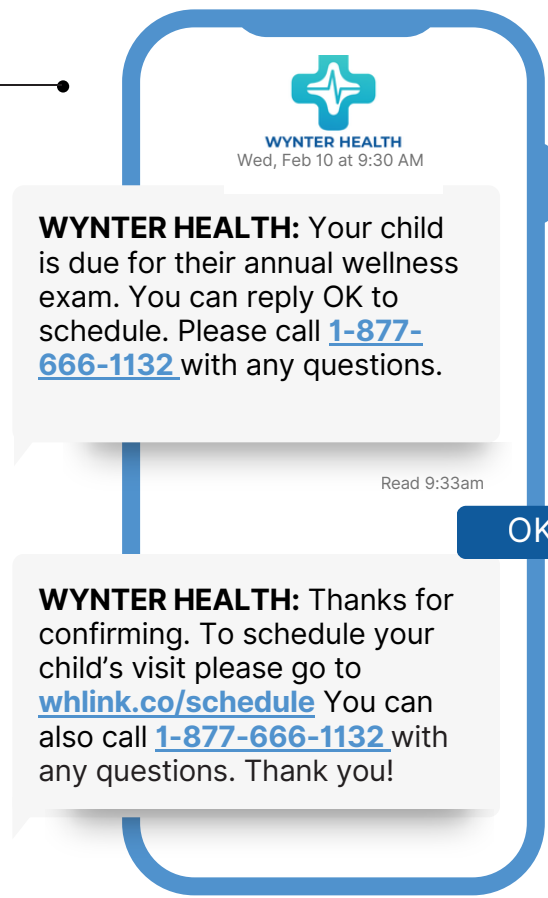 WYNTER HEALTH
Wed, Feb 10 at 9:30 AM
WYNTER HEALTH: Your child
is due for their annual wellness
exam. You can reply OK to
schedule. Please call 1-877-
666-1132 with any questions.
Read 9:33am
OK
WYNTER HEALTH: Thanks for
confirming. To schedule your
child’s visit please go to
whlink.co/schedule You can
also call 1-877-666-1132 with
any questions. Thank you!